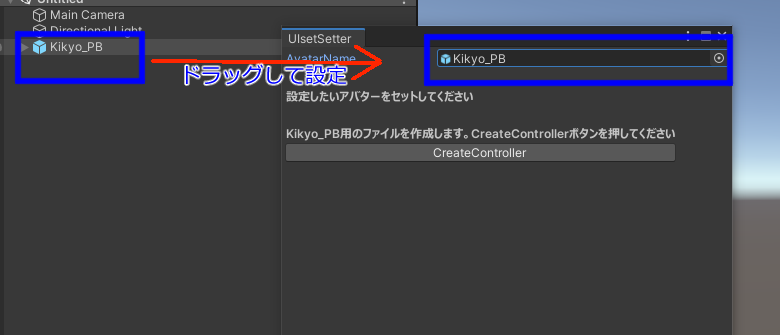 Untitled
Main Camera
Directional Light
Kikyo_PB
ドラッグして設定
UIsetSetter
AvatarName
Kikyo_PB
設定したいアバターをセットしてください
Kikyo_PB用のファイルを作成します。CreateControllerボタンを押してください
CreateController